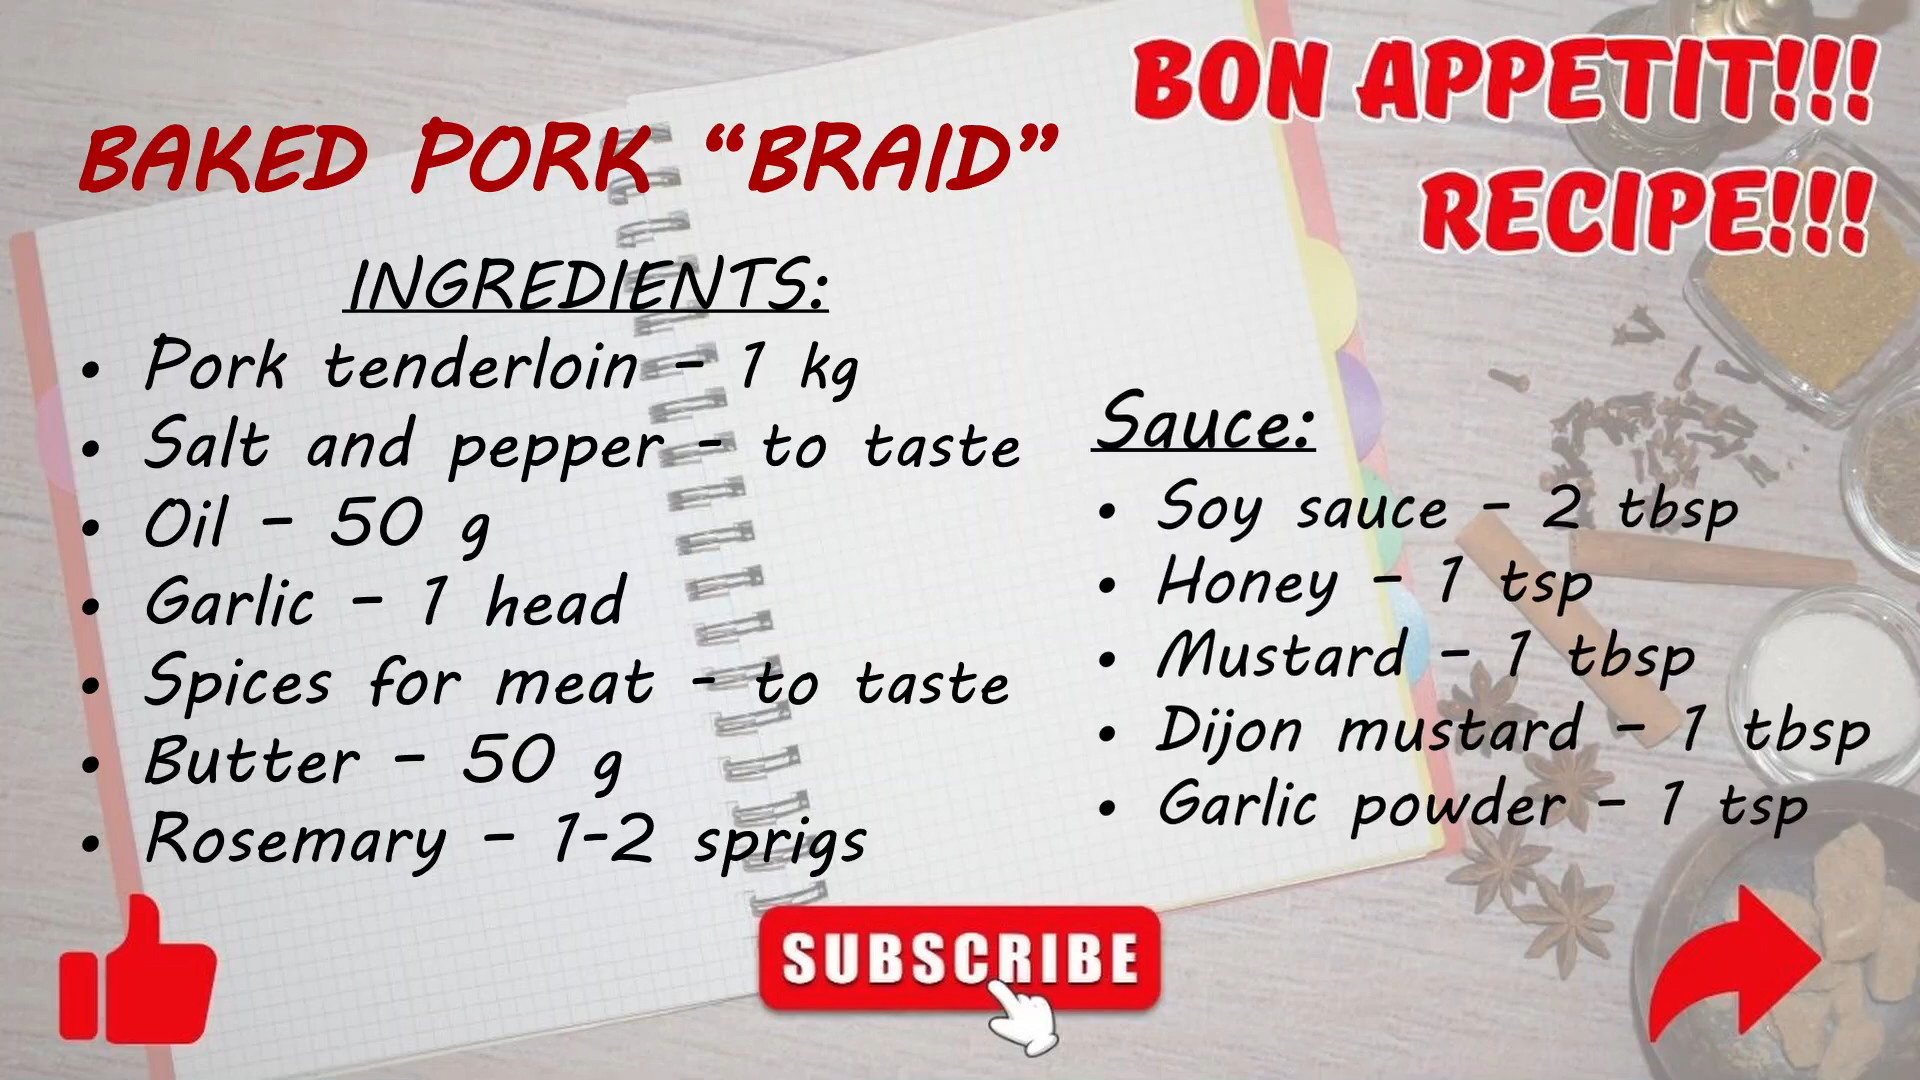 BON APPETIT!!!
RECIPE!!!
BAKED PORK “BRAID”
INGREDIENTS:
• Pork tenderloin – 1 kg
• Salt and pepper - to taste
• Oil – 50 g
• Garlic – 1 head
• Spices for meat - to taste
• Butter – 50 g
• Rosemary – 1-2 sprigs
Sauce:
• Soy sauce – 2 tbsp
• Honey – 1 tsp
• Mustard – 1 tbsp
• Dijon mustard – 1 tbsp
• Garlic powder – 1 tsp
SUBSCRIBE